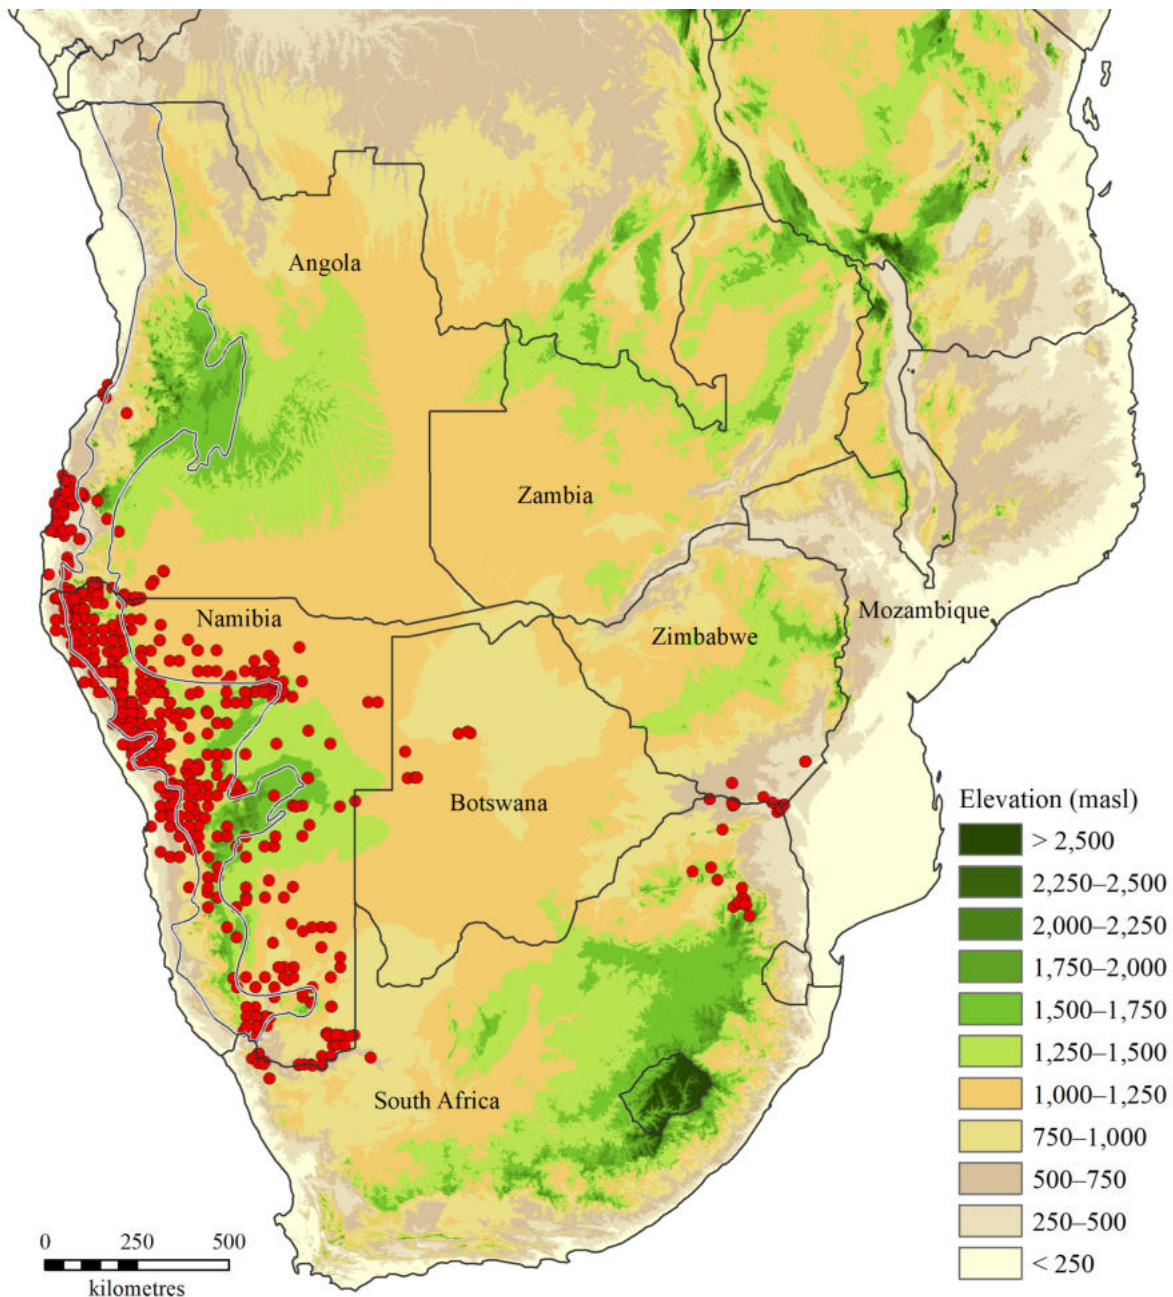 Angola
Zambia
Namibia
Zimbabwe
Mozambique
Botswana
South Africa
Elevation (masl)
> 2,500
2,250–2,500
2,000–2,250
1,750–2,000
1,500–1,750
1,250–1,500
1,000–1,250
750–1,000
500–750
250–500
< 250
0 250 500
kilometres